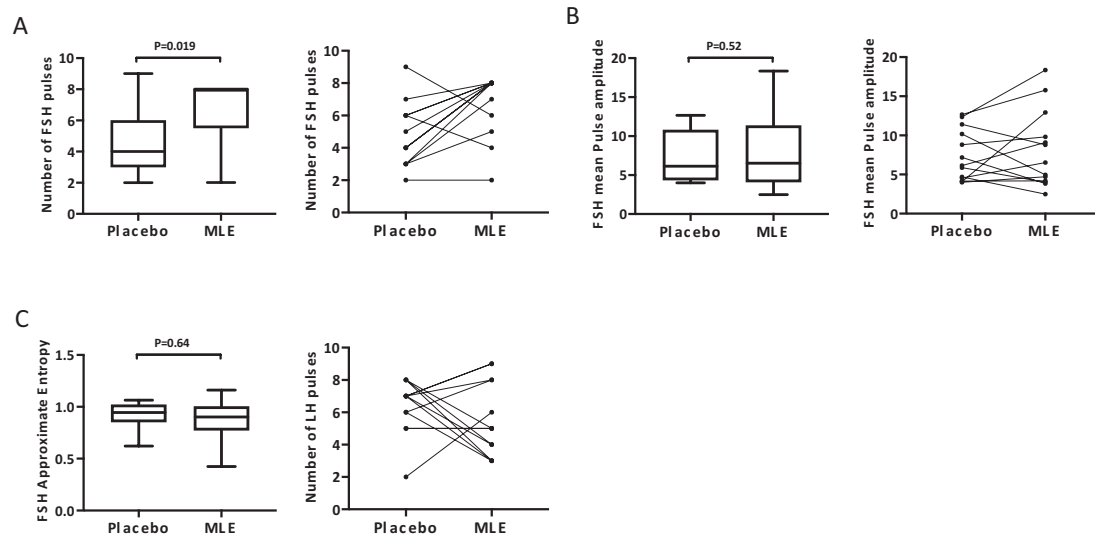 A
P=0.019
Number of FSH pulses
10
8
6
4
2
0
Placebo MLE
Number of FSH pulses
10
8
6
4
2
0
Placebo MLE
B
P=0.52
FSH mean Pulse amplitude
20
15
10
5
0
Placebo MLE
FSH mean Pulse amplitude
20
15
10
5
0
Placebo MLE
C
P=0.64
FSH Approximate Entropy
1.5
1.0
0.5
0.0
Placebo MLE
Number of LH pulses
10
8
6
4
2
0
Placebo MLE